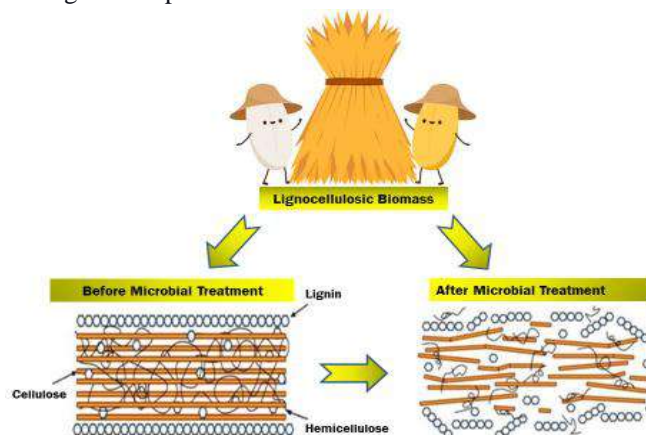 Lignocellulosic Biomass
Before Microbial Treatment
Lignin
After Microbial Treatment
Cellulose
Hemicellulose